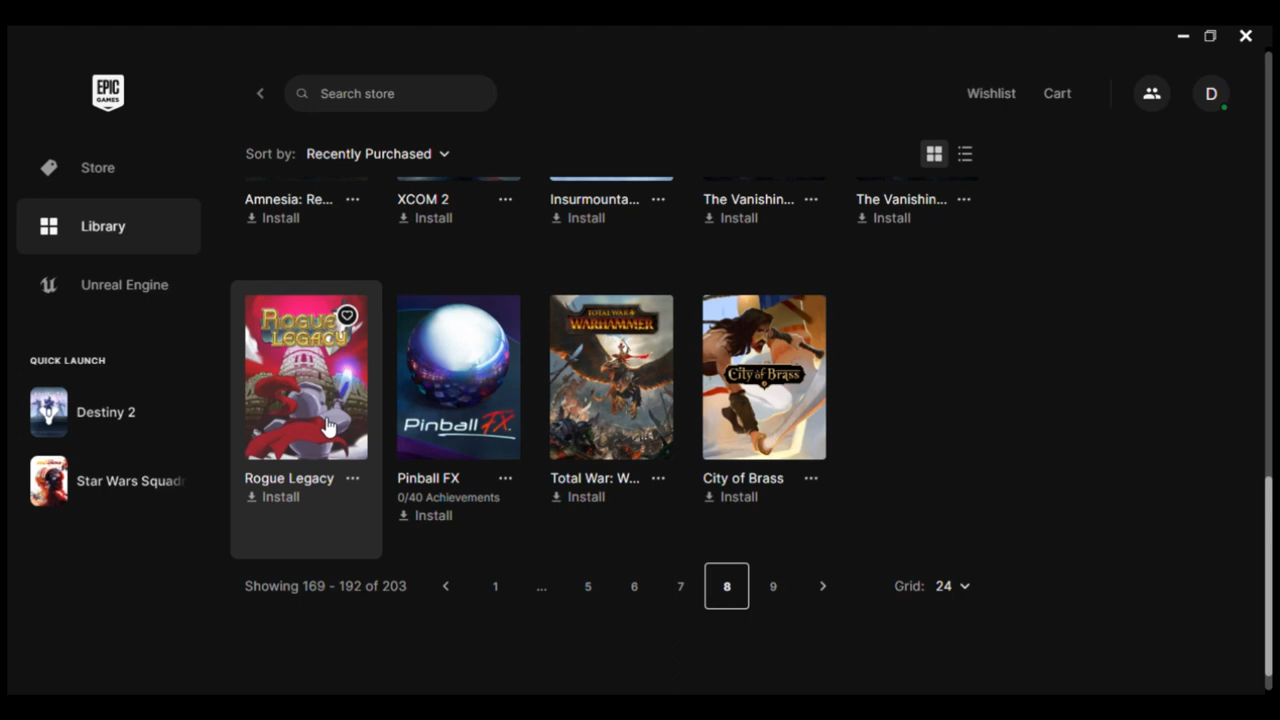 EPIC
GAMES
Search store
Wishlist
Cart
D
Sort by: Recently Purchased
Store
Library
Unreal Engine
QUICK LAUNCH
Destiny 2
Star Wars Squadr
Amnesia: Re... ...
Install
XCOM 2 ...
Install
Insurmounta... ...
Install
The Vanishin... ...
Install
The Vanishin... ...
Install
ROGUE
LEGACY
Rogue Legacy ...
Install
Pinball FX
Pinball FX ...
0/40 Achievements
Install
TOTAL WAR
WARHAMMER
Total War: W... ...
Install
City of Brass
City of Brass ...
Install
Showing 169 - 192 of 203
< 1 ... 5 6 7 8 9 >
Grid: 24